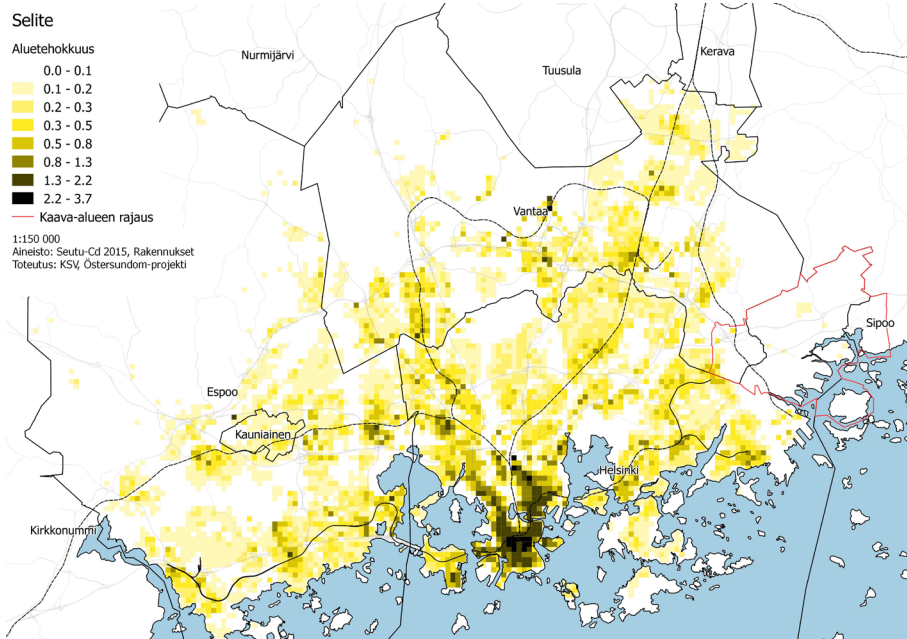 Selite
Aluetehokkuus
0.0 - 0.1
0.1 - 0.2
0.2 - 0.3
0.3 - 0.5
0.5 - 0.8
0.8 - 1.3
1.3 - 2.2
2.2 - 3.7
Kaava-alueen rajaus
1:150 000
Aineisto: Seutu-Cd 2015, Rakennukset
Toteutus: KSV, Östersundom-projekti
Nurmijärvi
Tuusula
Kerava
Vantaa
Sipoo
Espoo
Kauniainen
Helsinki
Kirkkonummi